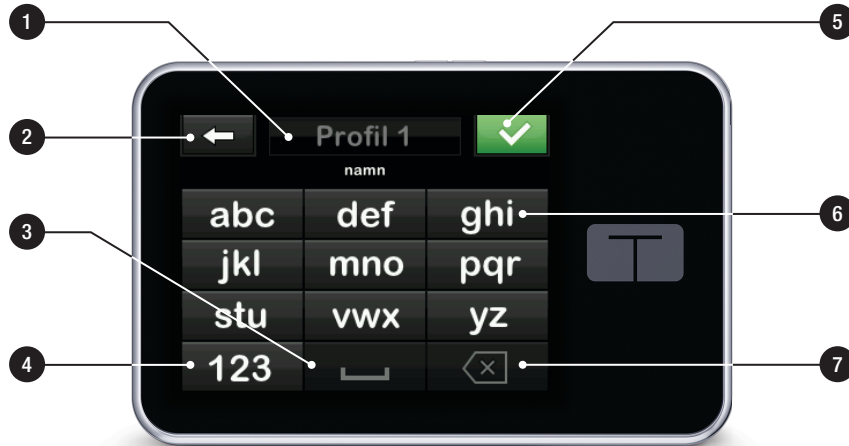 1
5
2
Profil 1
namn
abc def ghi
6
3
jkl mno pqr
stu vwx yz
4
123
7